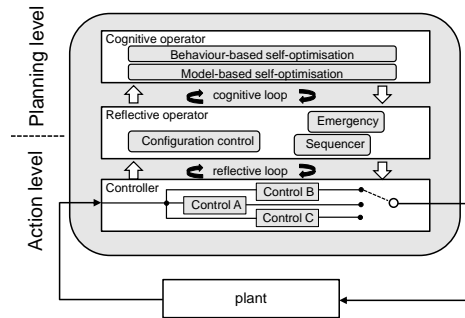 Planning level
Action level
Cognitive operator
Behaviour-based self-optimisation
Model-based self-optimisation
cognitive loop
Reflective operator
Emergency
Configuration control
Sequencer
reflective loop
Controller
Control B
Control A
Control C
plant